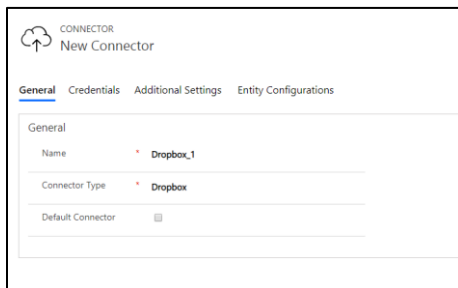 CONNECTOR
New Connector
General Credentials Additional Settings Entity Configurations
General
Name * Dropbox_1
Connector Type * Dropbox
Default Connector